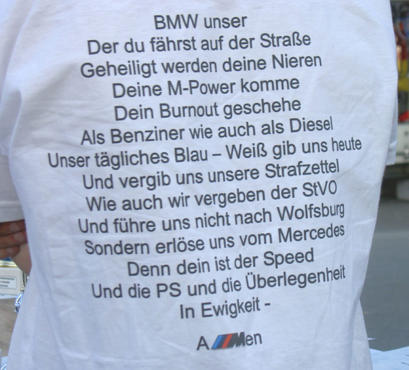 BMW unser
Der du fährst auf der Straße
Geheiligt werden deine Nieren
Deine M-Power komme
Dein Burnout geschehe
Als Benziner wie auch als Diesel
Unser tägliches Blau – Weiß gib uns heute
Und vergib uns unsere Strafzettel
Wie auch wir vergeben der StVO
Und führe uns nicht nach Wolfsburg
Sondern erlöse uns vom Mercedes
Denn dein ist der Speed
Und die PS und die Überlegenheit
In Ewigkeit -
AMen